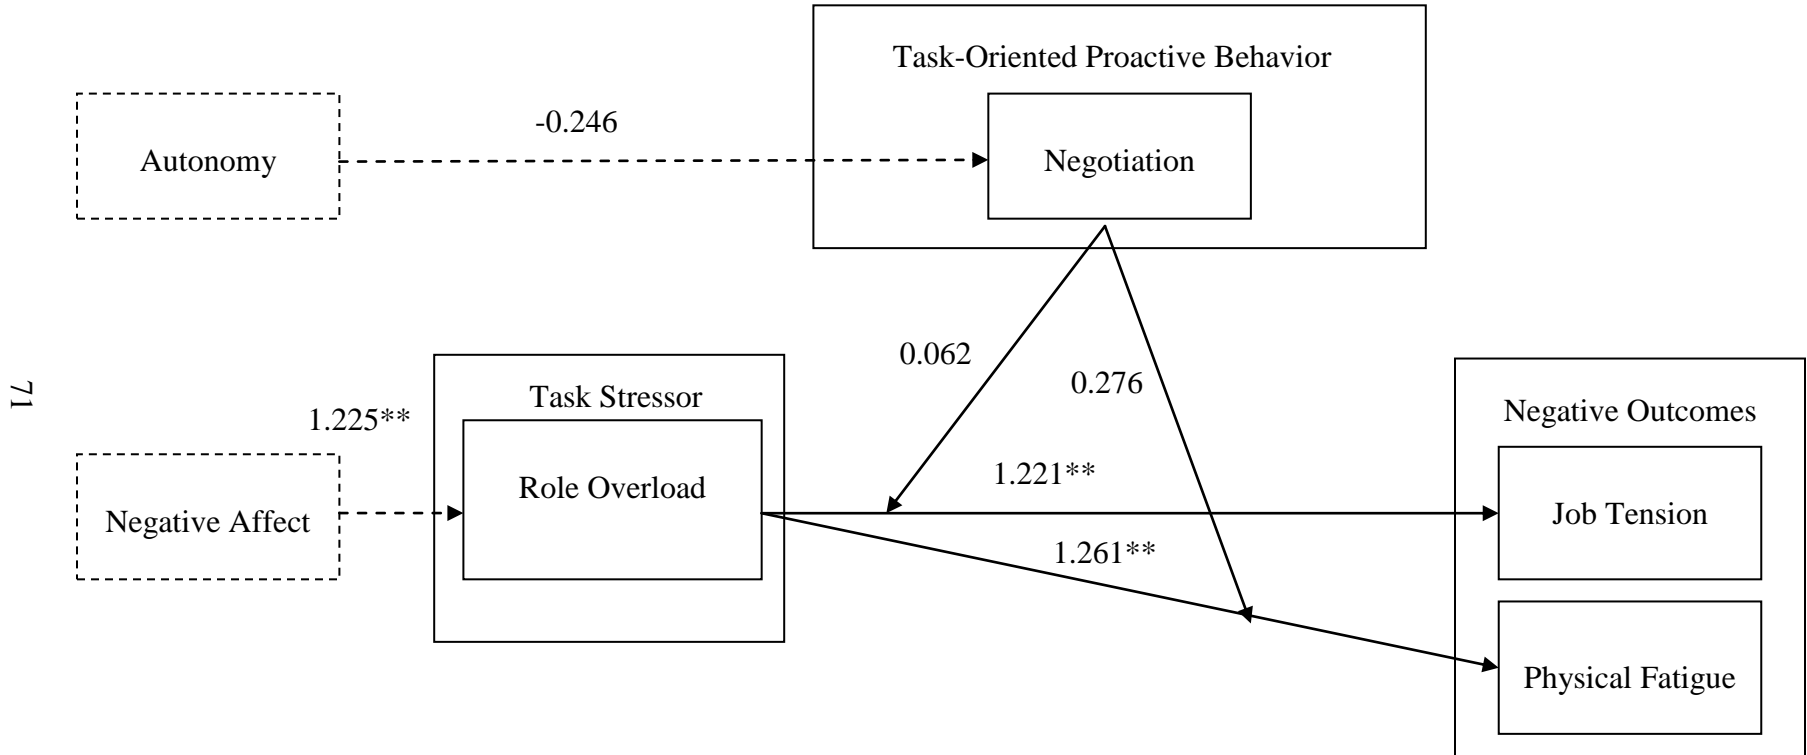 Task-Oriented Proactive Behavior
-0.246
Autonomy
Negotiation
0.062
0.276
71
Task Stressor
1.225**
Negative Outcomes
1.221**
Role Overload
Job Tension
Negative Affect
1.261**
Physical Fatigue